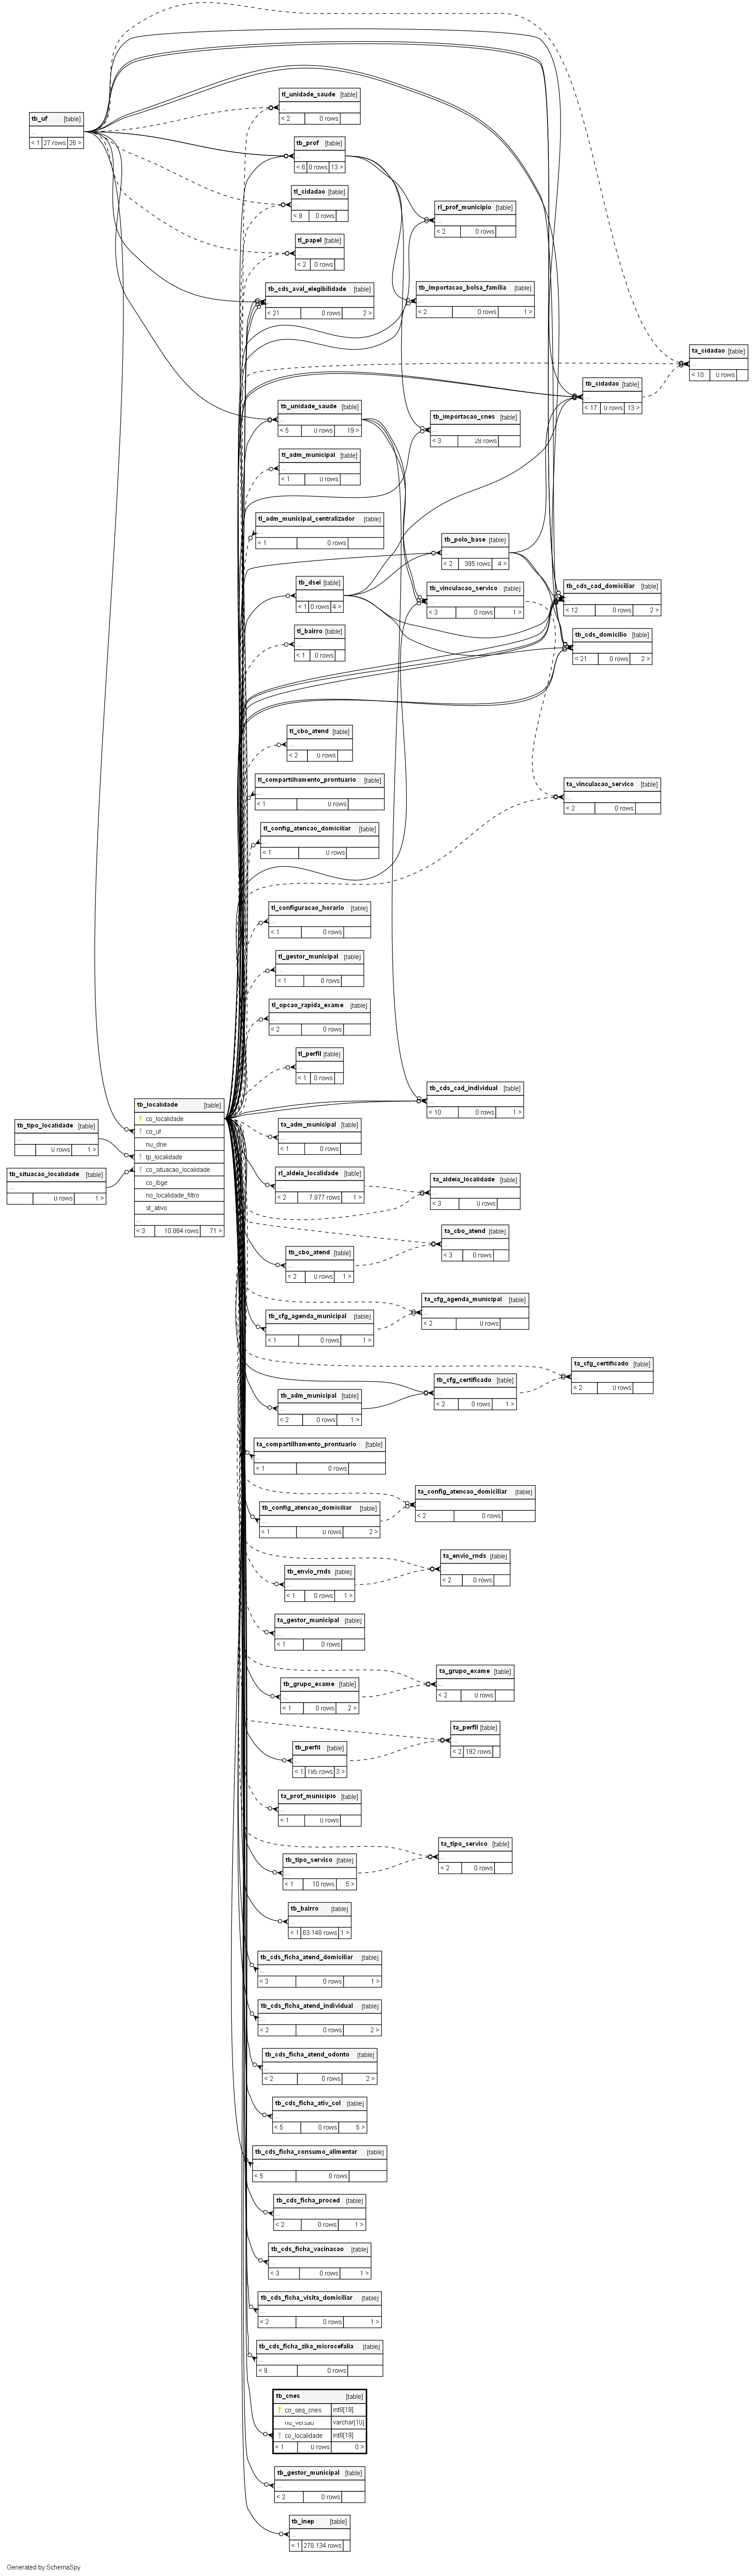 tl_unidade_saude [table]
...
< 2 0 rows
tb_uf [table]
...
< 1 27 rows 26 >
tb_prof [table]
...
< 6 0 rows 13 >
tl_cidadao [table]
...
< 9 0 rows
rl_prof_municipio [table]
...
< 2 0 rows
tl_papel [table]
...
< 2 0 rows
tb_cds_aval_elegibilidade [table]
...
< 21 0 rows 2 >
tb_importacao_bolsa_familia [table]
...
< 2 0 rows 1 >
ta_cidadao [table]
...
< 10 0 rows
tb_cidadao [table]
...
< 17 0 rows 13 >
tb_unidade_saude [table]
...
< 5 0 rows 19 >
tb_importacao_cnes [table]
...
< 3 28 rows
tl_adm_municipal [table]
...
< 1 0 rows
tl_adm_municipal_centralizador [table]
...
< 1 0 rows
tb_polo_base [table]
...
< 2 395 rows 4 >
tb_dsei [table]
...
< 1 0 rows 4 >
tb_vinculacao_servico [table]
...
< 3 0 rows 1 >
tb_cds_cad_domiciliar [table]
...
< 12 0 rows 2 >
tl_bairro [table]
...
< 1 0 rows
tb_cds_domicilio [table]
...
< 21 0 rows 2 >
tl_cbo_atend [table]
...
< 2 0 rows
tl_compartilhamento_prontuario [table]
...
< 1 0 rows
ta_vinculacao_servico [table]
...
< 2 0 rows
tl_config_atencao_domiciliar [table]
...
< 1 0 rows
tl_configuracao_horario [table]
...
< 1 0 rows
tl_gestor_municipal [table]
...
< 1 0 rows
tl_opcao_rapida_exame [table]
...
< 2 0 rows
tl_perfil [table]
...
< 1 0 rows
tb_cds_cad_individual [table]
...
< 10 0 rows 1 >
tb_localidade [table]
co_localidade
co_uf
nu_dne
tp_localidade
co_situacao_localidade
co_ibge
no_localidade_filtro
st_ativo
...
< 3 10.864 rows 71 >
tb_tipo_localidade [table]
...
0 rows 1 >
tb_situacao_localidade [table]
...
0 rows 1 >
ta_adm_municipal [table]
...
< 1 0 rows
rl_aldeia_localidade [table]
...
< 2 7.877 rows 1 >
ta_aldeia_localidade [table]
...
< 3 0 rows
ta_cbo_atend [table]
...
< 3 0 rows
tb_cbo_atend [table]
...
< 2 0 rows 1 >
ta_cfg_agenda_municipal [table]
...
< 2 0 rows
tb_cfg_agenda_municipal [table]
...
< 1 0 rows 1 >
ta_cfg_certificado [table]
...
< 2 0 rows
tb_cfg_certificado [table]
...
< 2 0 rows 1 >
tb_adm_municipal [table]
...
< 2 0 rows 1 >
ta_compartilhamento_prontuario [table]
...
< 1 0 rows
ta_config_atencao_domiciliar [table]
...
< 2 0 rows
tb_config_atencao_domiciliar [table]
...
< 1 0 rows 2 >
ta_envio_rnds [table]
...
< 2 0 rows
tb_envio_rnds [table]
...
< 1 0 rows 1 >
ta_gestor_municipal [table]
...
< 1 0 rows
ta_grupo_exame [table]
...
< 2 0 rows
tb_grupo_exame [table]
...
< 1 0 rows 2 >
ta_perfil [table]
...
< 2 192 rows
tb_perfil [table]
...
< 1 195 rows 3 >
ta_prof_municipio [table]
...
< 1 0 rows
ta_tipo_servico [table]
...
< 2 0 rows
tb_tipo_servico [table]
...
< 1 10 rows 5 >
tb_bairro [table]
...
< 1 63.148 rows 1 >
tb_cds_ficha_atend_domiciliar [table]
...
< 3 0 rows 1 >
tb_cds_ficha_atend_individual [table]
...
< 2 0 rows 2 >
tb_cds_ficha_atend_odonto [table]
...
< 2 0 rows 2 >
tb_cds_ficha_ativ_col [table]
...
< 5 0 rows 5 >
tb_cds_ficha_consumo_alimentar [table]
...
< 5 0 rows
tb_cds_ficha_proced [table]
...
< 2 0 rows 1 >
tb_cds_ficha_vacinacao [table]
...
< 3 0 rows 1 >
tb_cds_ficha_visita_domiciliar [table]
...
< 2 0 rows 1 >
tb_cds_ficha_zika_microcefalia [table]
...
< 9 0 rows
tb_cnes [table]
co_seq_cnes int8[19]
nu_versao varchar[10]
co_localidade int8[19]
< 1 0 rows 0 >
tb_gestor_municipal [table]
...
< 2 0 rows
tb_inep [table]
...
< 1 278.134 rows
Generated by SchemaSpy